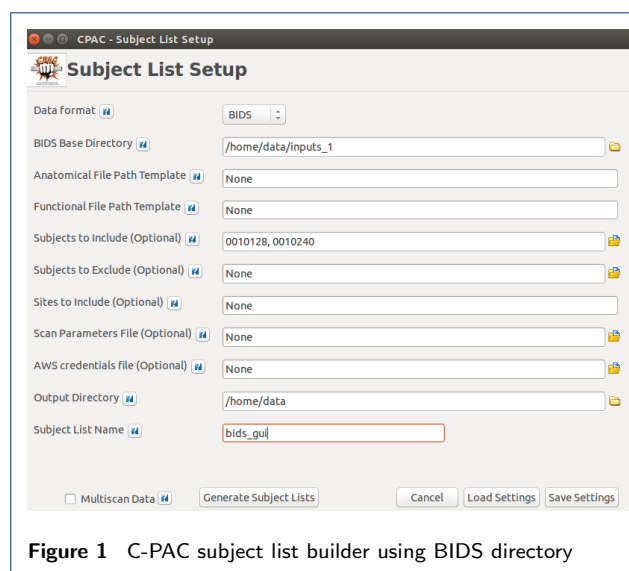 CPAC - Subject List Setup
Subject List Setup
Data format
BIDS
BIDS Base Directory
/home/data/inputs_1
Anatomical File Path Template
None
Functional File Path Template
None
Subjects to Include (Optional)
0010128, 0010240
Subjects to Exclude (Optional)
None
Sites to Include (Optional)
None
Scan Parameters File (Optional)
None
AWS credentials file (Optional)
None
Output Directory
/home/data
Subject List Name
bids_gui
Multiscan Data
Generate Subject Lists
Cancel
Load Settings
Save Settings
Figure 1 C-PAC subject list builder using BIDS directory